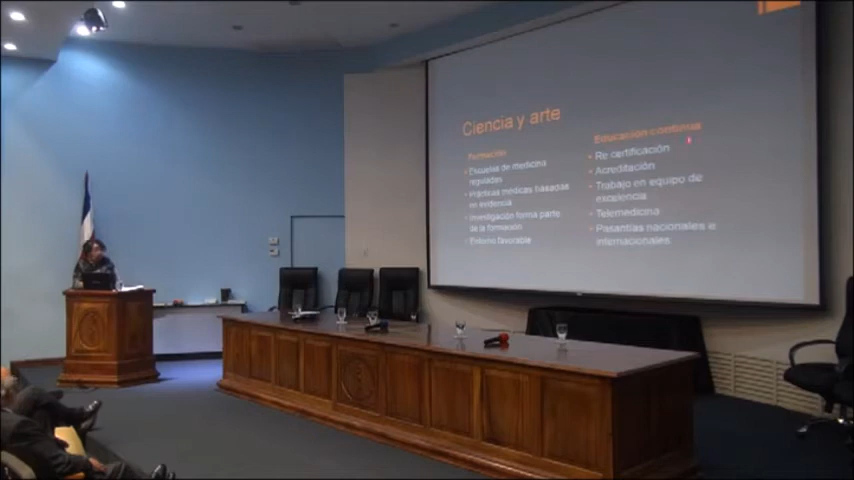 Ciencia y arte
Formación
• Escuelas de medicina
reguladas
• Prácticas médicas basadas
en evidencia
• Investigación forma parte
de la formación
• Entorno favorable
Educación continua
• Re certificación
• Acreditación
• Trabajo en equipo de
excelencia
• Telemedicina
• Pasantías nacionales e
internacionales.